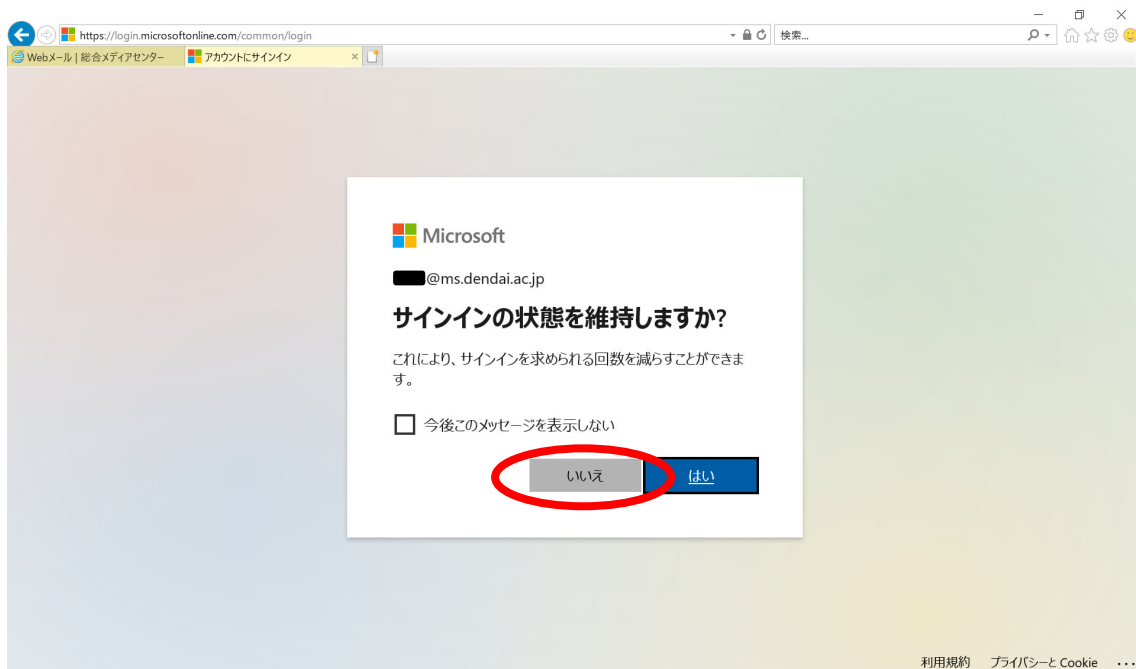 https://login.microsoftonline.com/common/login
検索...
Webメール | 総合メディアセンター
アカウントにサインイン
Microsoft
@ms.dendai.ac.jp
サインインの状態を維持しますか?
これにより、サインインを求められる回数を減らすことができま
す。
今後このメッセージを表示しない
いいえ
はい
利用規約
プライバシーと Cookie
...